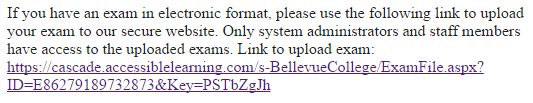 If you have an exam in electronic format, please use the following link to upload
your exam to our secure website. Only system administrators and staff members
have access to the uploaded exams. Link to upload exam:
https://cascade.accessiblelearning.com/s-BellevueCollege/ExamFile.aspx?
ID=E86279189732873&Key=PSTbZgJh